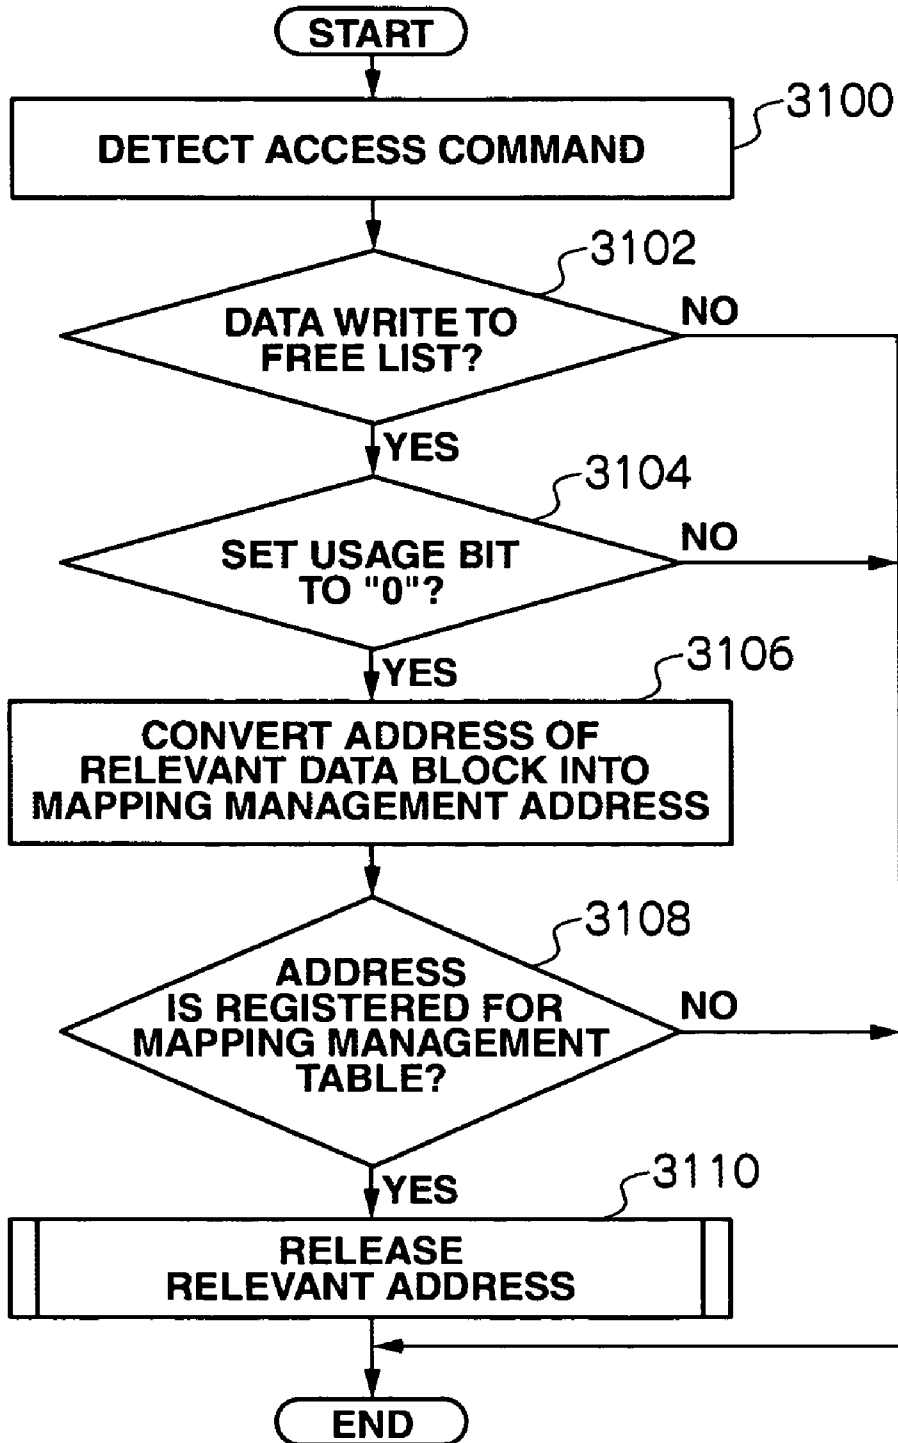 START
3100
DETECT ACCESS COMMAND
3102
DATA WRITE TO
FREE LIST?
NO
YES
3104
SET USAGE BIT
TO "0"?
NO
YES
3106
CONVERT ADDRESS OF
RELEVANT DATA BLOCK INTO
MAPPING MANAGEMENT ADDRESS
3108
ADDRESS
IS REGISTERED FOR
MAPPING MANAGEMENT
TABLE?
NO
YES
3110
RELEASE
RELEVANT ADDRESS
END